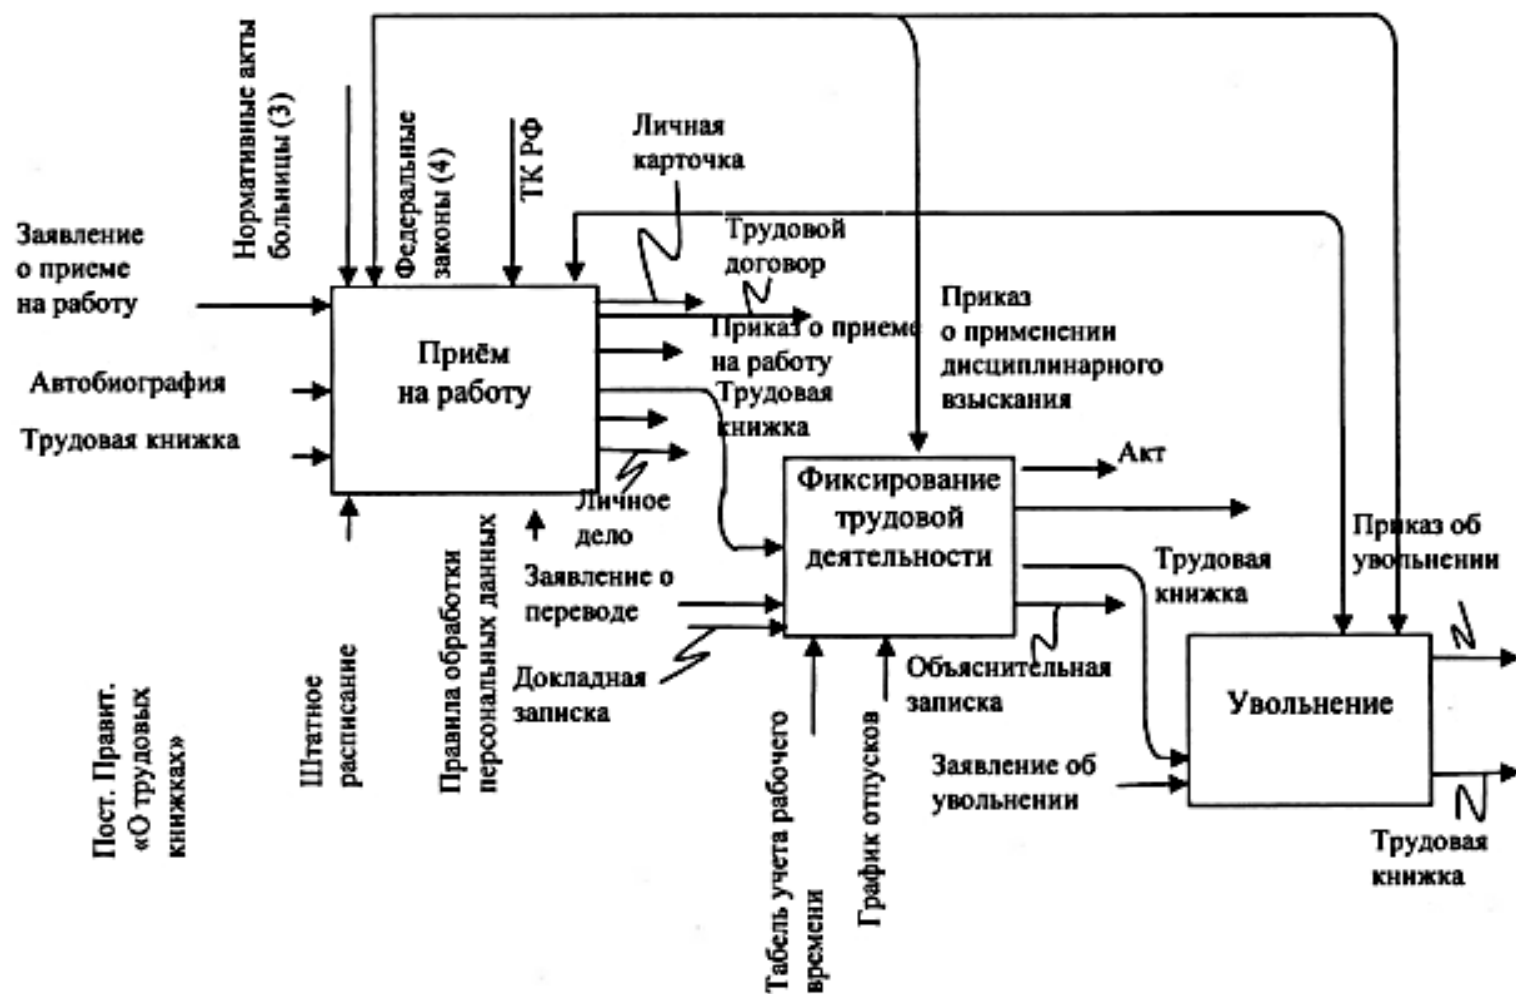 Нормативные акты
больницы (3)
Федеральные
законы (4)
ТК РФ
Личная
карточка
Заявление
о приеме
на работу
Трудовой
договор
Приказ о приеме
на работу
Приказ
о применении
дисциплинарного
взыскания
Приём
на работу
Автобиография
Трудовая
книжка
Трудовая книжка
Акт
Фиксирование
трудовой
деятельности
Личное
дело
Приказ об
увольнении
Трудовая
книжка
Заявление о
переводе
Докладная
записка
Объяснительная
записка
Увольнение
Пост. Правит.
«О трудовых
книжках»
Штатное
расписание
Правила обработки
персональных данных
Заявление об
увольнении
Табель учета рабочего
времени
График отпусков
Трудовая
книжка